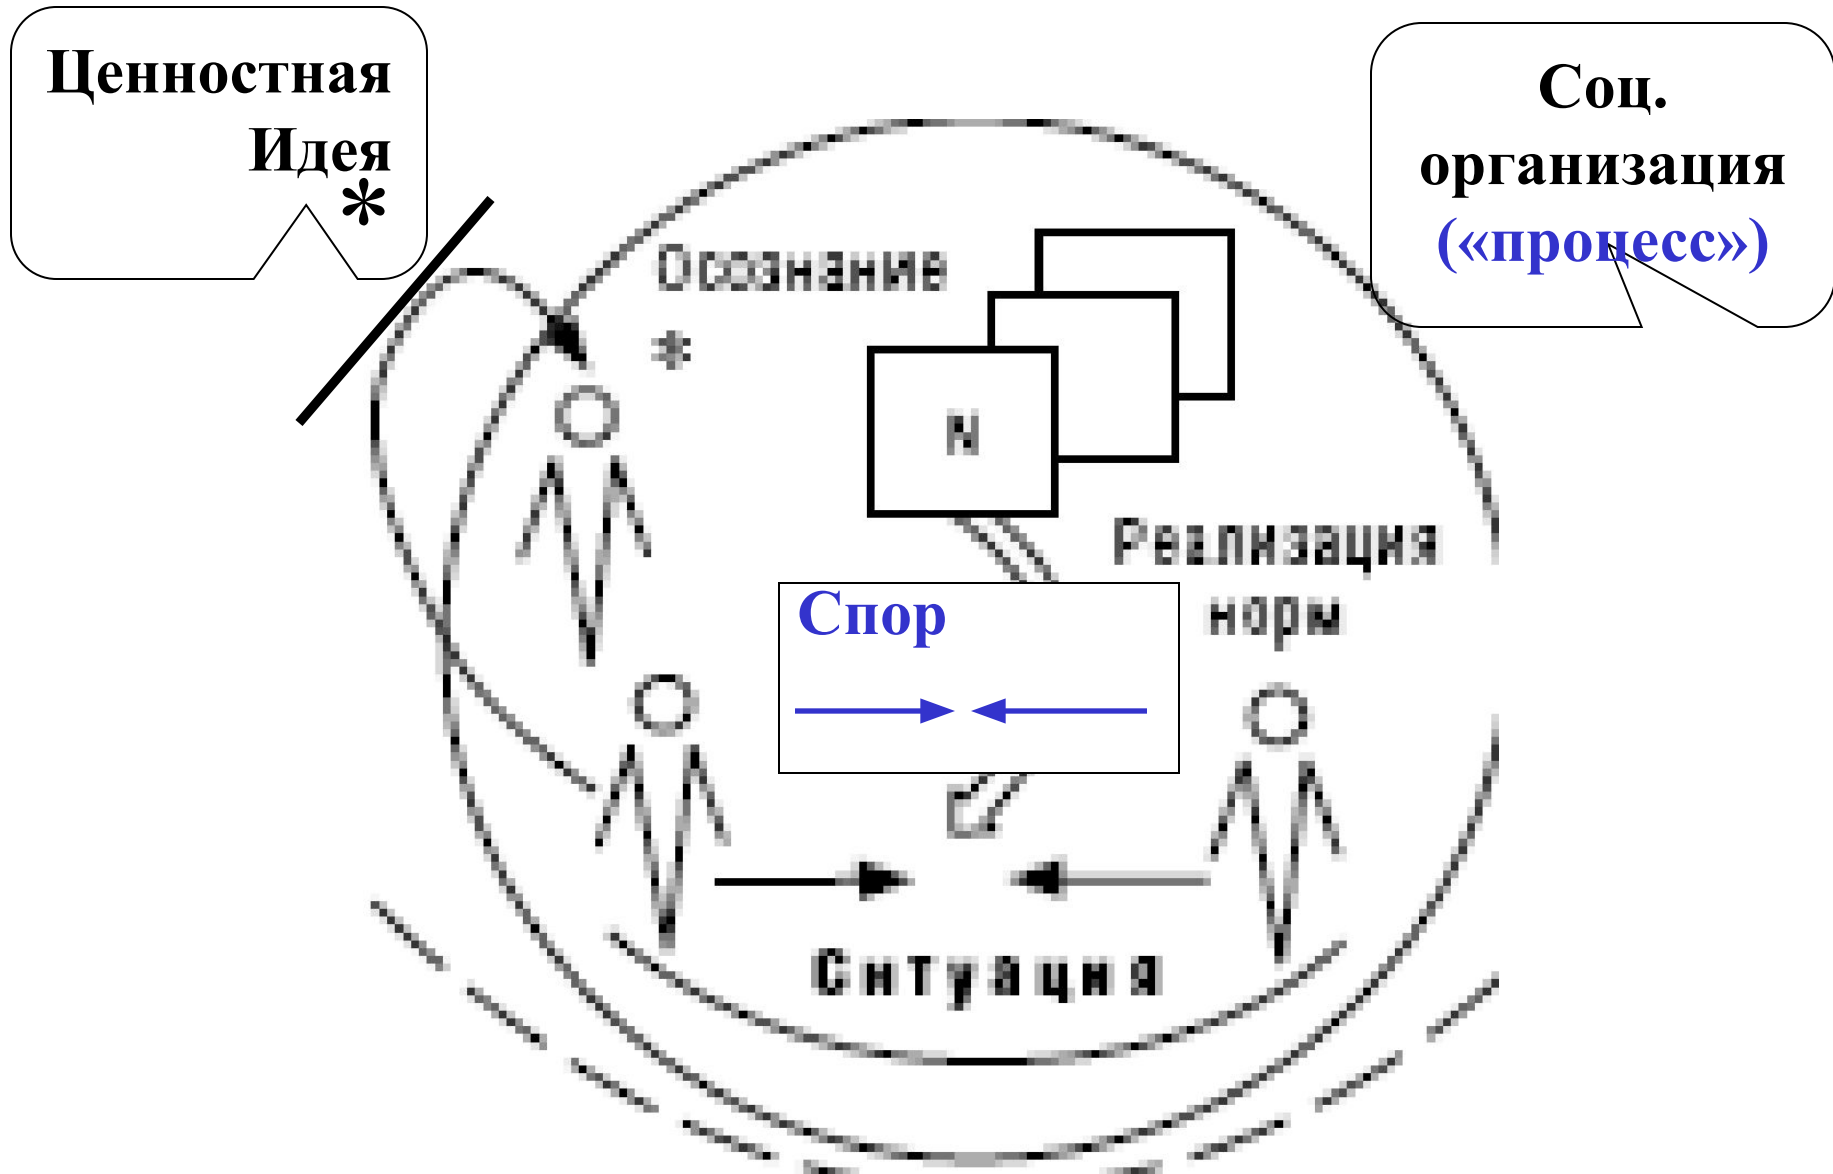 Ценностная
Идея
*
Соц.
организация
(«процесс»)
Осознание
*
N
Реализация
норм
Спор
Ситуация